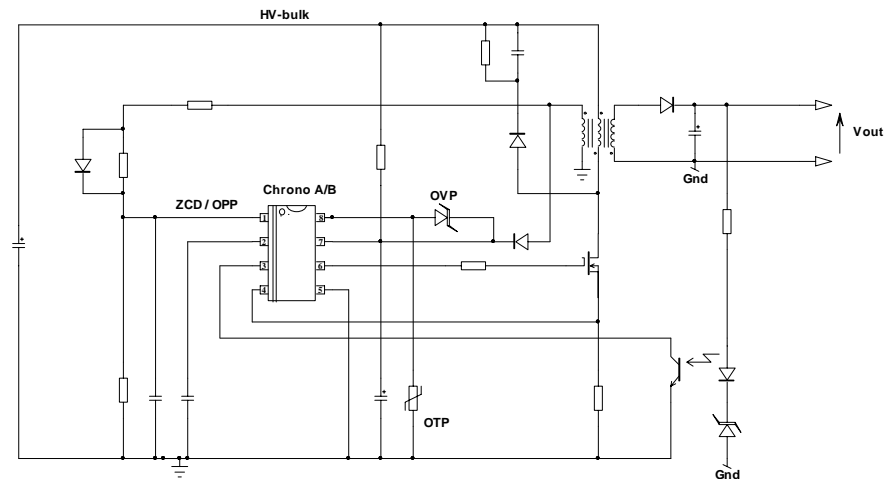 HV-bulk
Vout
Gnd
Chrono A/B
OVP
ZCD / OPP
1
8
2
7
3
6
4
5
OTP
Gnd